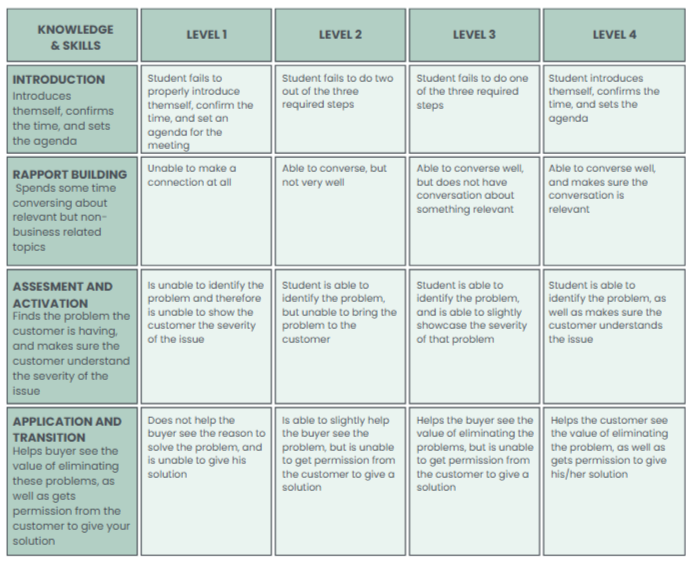 KNOWLEDGE
& SKILLS
LEVEL 1
LEVEL 2
LEVEL 3
LEVEL 4
INTRODUCTION
Introduces
themself, confirms
the time, and sets
the agenda
Student fails to
properly introduce
themself, confirm the
time, and set an
agenda for the
meeting
Student fails to do two
out of the three
required steps
Student fails to do one
of the three required
steps
Student introduces
themself, confirms the
time, and sets the
agenda
RAPPORT BUILDING
Spends some time
conversing about
relevant but non-
business related
topics
Unable to make a
connection at all
Able to converse, but
not very well
Able to converse well,
but does not have
conversation about
something relevant
Able to converse well,
and makes sure the
conversation is
relevant
ASSESMENT AND
ACTIVATION
Finds the problem the
customer is having,
and makes sure the
customer understand
the severity of the
issue
Is unable to identify the
problem and therefore
is unable to show the
customer the severity
of the issue
Student is able to
identify the problem,
but unable to bring the
problem to the
customer
Student is able to
identify the problem,
and is able to slightly
showcase the severity
of that problem
Student is able to
identify the problem, as
well as make sure the
customer understands
the issue
APPLICATION AND
TRANSITION
Helps buyer see the
value of eliminating
these problems, as
well as gets
permission from the
customer to give your
solution
Does not help the
buyer see the reason to
solve the problem, and
is unable to give his
solution
Is able to slightly help
the buyer see the
problem, but is unable
to get permission from
the customer to give a
solution
Helps the buyer see the
value of eliminating the
problems, but is unable
to get permission from
the customer to give a
solution
Helps the customer see
the value of eliminating
the problem, as well as
gets permission to give
his/her solution